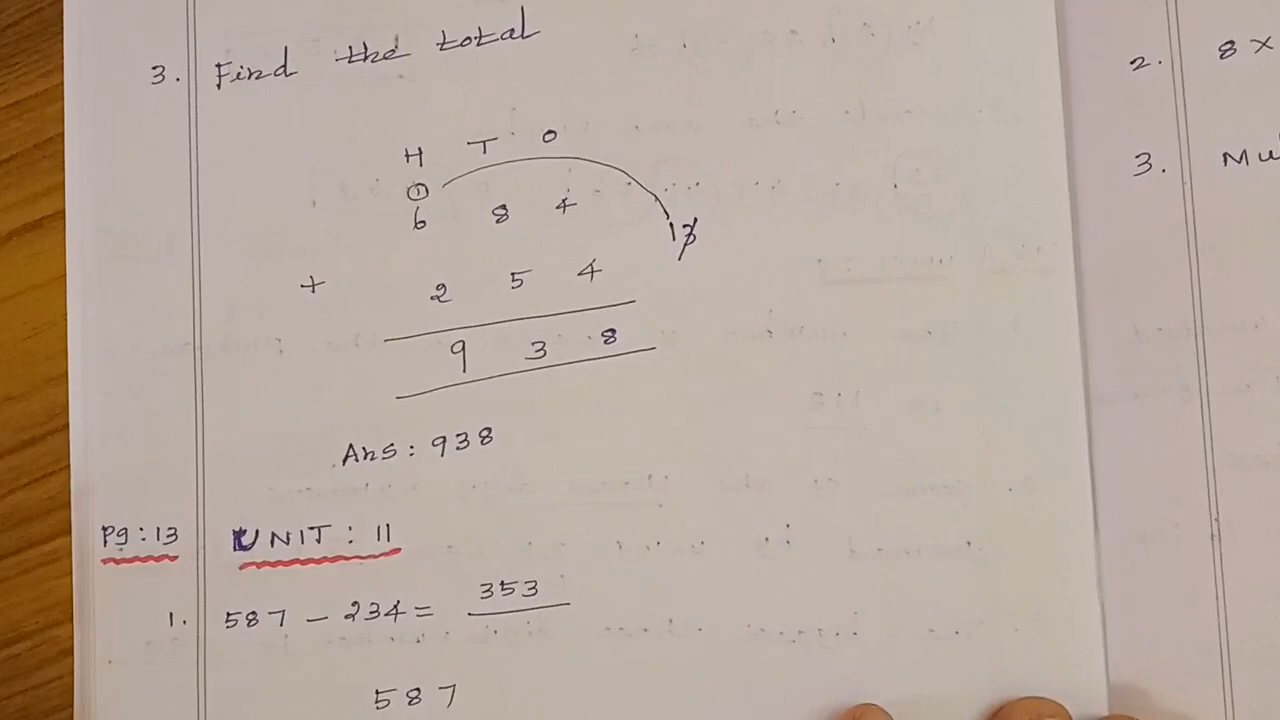 3. Find the total
H T O
①
6 8 4 13
+ 2 5 4
9 3 8
Ans: 938
Pg: 13 UNIT: 11
1. 587 - 234 = 353
587
2. 8 ×
3. Mu